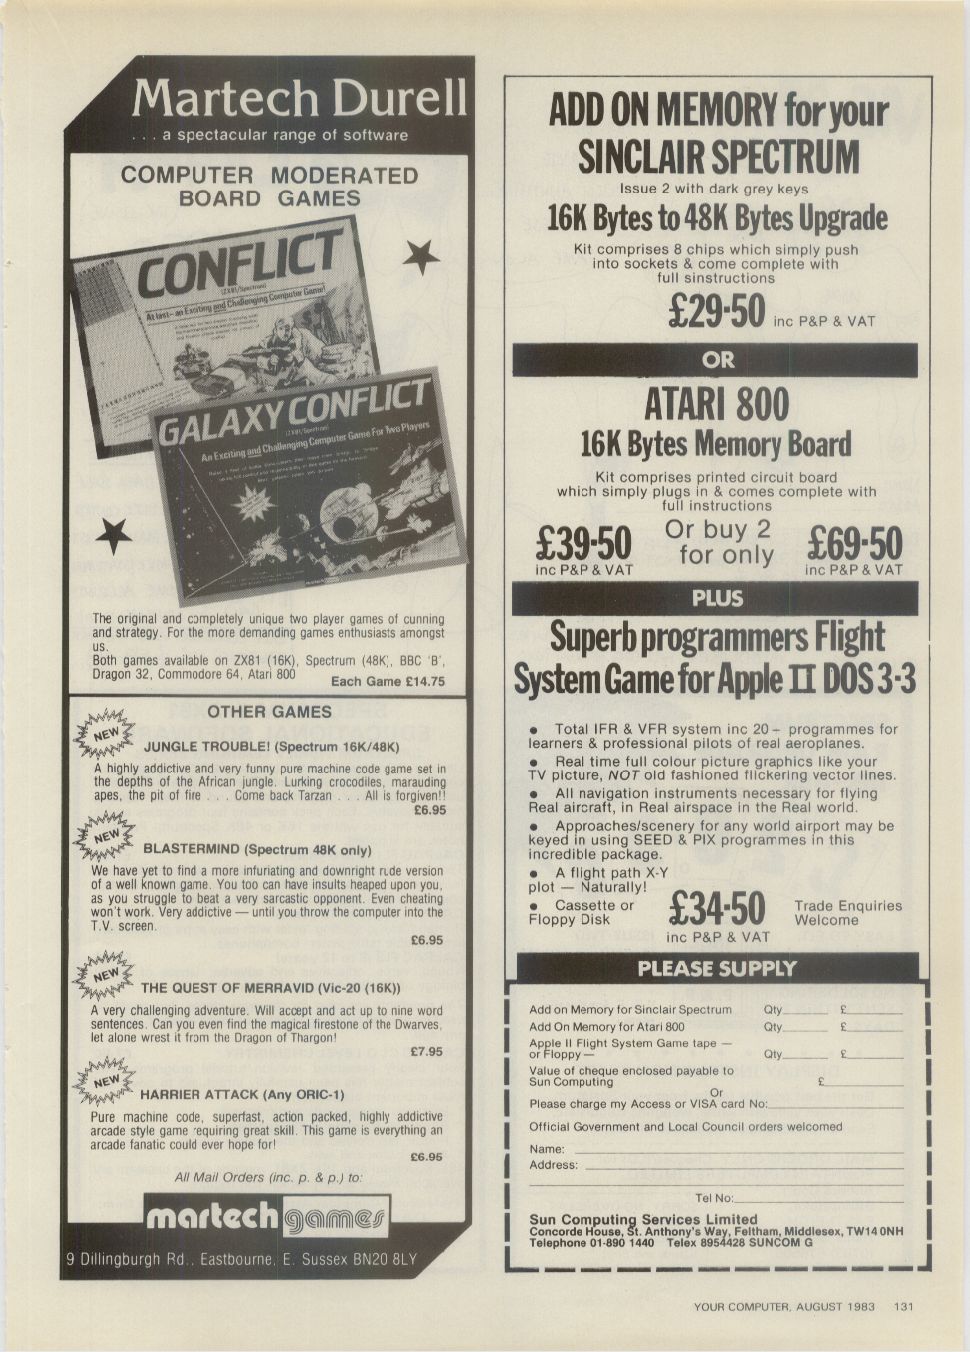 Martech Durell
. . . a spectacular range of software
COMPUTER MODERATED
BOARD GAMES
CONFLICT
(ZX81/Spectrum)
At last- an Exciting and Challenging Computer Game!
GALAXY CONFLICT
(ZX81/Spectrum)
An Exciting and Challenging Computer Game For Two Players
The original and completely unique two player games of cunning
and strategy. For the more demanding games enthusiasts amongst
us.
Both games available on ZX81 (16K), Spectrum (48K), BBC 'B',
Dragon 32, Commodore 64, Atari 800
Each Game £14.75
OTHER GAMES
NEW
JUNGLE TROUBLE! (Spectrum 16K/48K)
A highly addictive and very funny pure machine code game set in
the depths of the African jungle. Lurking crocodiles, marauding
apes, the pit of fire . . . Come back Tarzan . . . All is forgiven!!
£6.95
NEW
BLASTERMIND (Spectrum 48K only)
We have yet to find a more infuriating and downright rude version
of a well known game. You too can have insults heaped upon you,
as you struggle to beat a very sarcastic opponent. Even cheating
won't work. Very addictive — until you throw the computer into the
T.V. screen.
£6.95
NEW
THE QUEST OF MERRAVID (Vic-20 (16K))
A very challenging adventure. Will accept and act up to nine word
sentences. Can you even find the magical firestone of the Dwarves,
let alone wrest it from the Dragon of Thargon!
£7.95
NEW
HARRIER ATTACK (Any ORIC-1)
Pure machine code, superfast, action packed, highly addictive
arcade style game requiring great skill. This game is everything an
arcade fanatic could ever hope for!
£6.95
All Mail Orders (inc. p. & p.) to:
martech games
9 Dillingburgh Rd., Eastbourne, E. Sussex BN20 8LY
ADD ON MEMORY for your
SINCLAIR SPECTRUM
Issue 2 with dark grey keys
16K Bytes to 48K Bytes Upgrade
Kit comprises 8 chips which simply push
into sockets & come complete with
full sinstructions
£29·50 inc P&P & VAT
OR
ATARI 800
16K Bytes Memory Board
Kit comprises printed circuit board
which simply plugs in & comes complete with
full instructions
£39·50
inc P&P & VAT
Or buy 2
for only
£69·50
inc P&P & VAT
PLUS
Superb programmers Flight
System Game for Apple II DOS 3·3
● Total IFR & VFR system inc 20+ programmes for
learners & professional pilots of real aeroplanes.
● Real time full colour picture graphics like your
TV picture, NOT old fashioned flickering vector lines.
● All navigation instruments necessary for flying
Real aircraft, in Real airspace in the Real world.
● Approaches/scenery for any world airport may be
keyed in using SEED & PIX programmes in this
incredible package.
● A flight path X-Y
plot — Naturally!
● Cassette or
Floppy Disk
£34·50
inc P&P & VAT
Trade Enquiries
Welcome
PLEASE SUPPLY
Add on Memory for Sinclair Spectrum Qty______ £______
Add On Memory for Atari 800 Qty______ £______
Apple II Flight System Game tape —
or Floppy — Qty______ £______
Value of cheque enclosed payable to
Sun Computing £______
Or
Please charge my Access or VISA card No:______
Official Government and Local Council orders welcomed
Name: ______
Address: ______
Tel No:______
Sun Computing Services Limited
Concorde House, St. Anthony's Way, Feltham, Middlesex, TW14 0NH
Telephone 01-890 1440 Telex 8954428 SUNCOM G
YOUR COMPUTER, AUGUST 1983 131